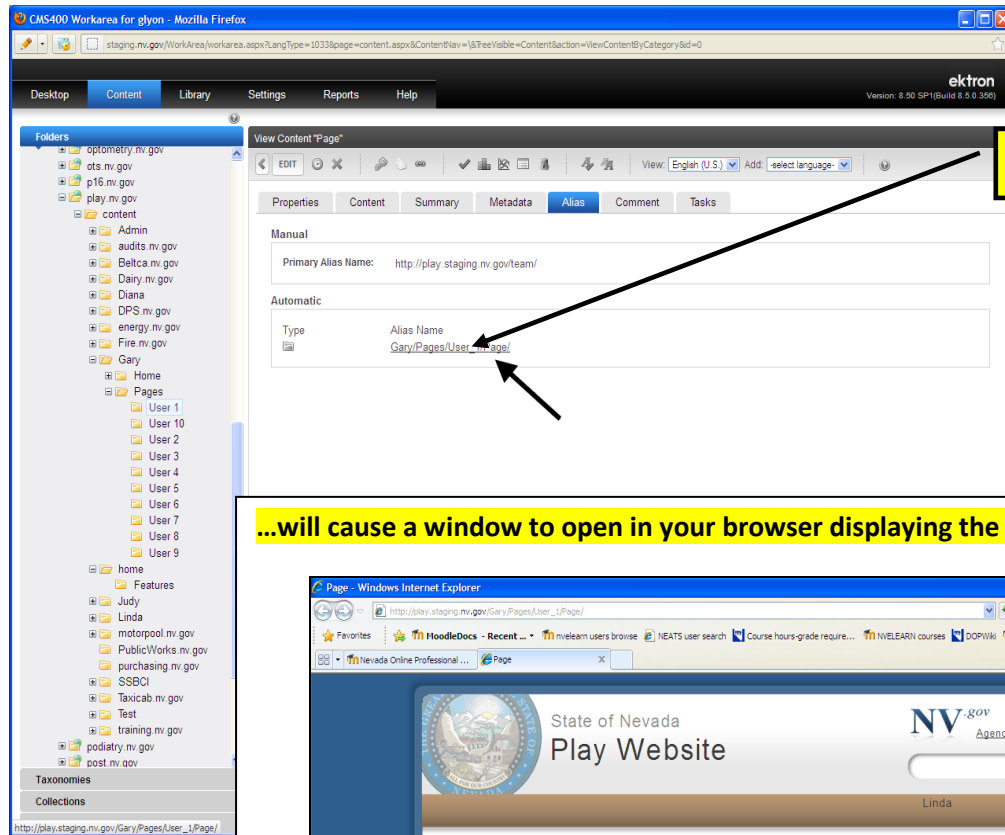 CMS400 Workarea for glyon - Mozilla Firefox
staging.nv.gov/WorkArea/workarea.aspx?LangType=1033&page=content.aspx&ContentNav=\&TreeVisible=Content&action=ViewContentByCategory&id=0
ektron
Desktop Content Library Settings Reports Help
Version: 8.50 SP1(Build 8.5.0.356)
Folders
optometry.nv.gov
ots.nv.gov
p16.nv.gov
play.nv.gov
content
Admin
audits.nv.gov
Beltca.nv.gov
Dairy.nv.gov
Diana
DPS.nv.gov
energy.nv.gov
Fire.nv.gov
Gary
Home
Pages
User 1
User 10
User 2
User 3
User 4
User 5
User 6
User 7
User 8
User 9
home
Features
Judy
Linda
motorpool.nv.gov
PublicWorks.nv.gov
purchasing.nv.gov
SSBCI
Taxicab.nv.gov
Test
training.nv.gov
podiatry.nv.gov
post.nv.gov
Taxonomies
Collections
http://play.staging.nv.gov/Gary/Pages/User_1/Page/
View Content "Page"
EDIT View: English (U.S.) Add: -select language-
Properties Content Summary Metadata Alias Comment Tasks
Manual
Primary Alias Name: http://play.staging.nv.gov/team/
Automatic
Type Alias Name
Gary/Pages/User_1/Page/
...will cause a window to open in your browser displaying the
Page - Windows Internet Explorer
http://play.staging.nv.gov/Gary/Pages/User_1/Page/
Favorites MoodleDocs - Recent ... nvelearn users browse NEATS user search Course hours-grade require... NVELEARN courses DOPWiki
Nevada Online Professional ... Page X
State of Nevada
Play Website
NV.gov
Linda